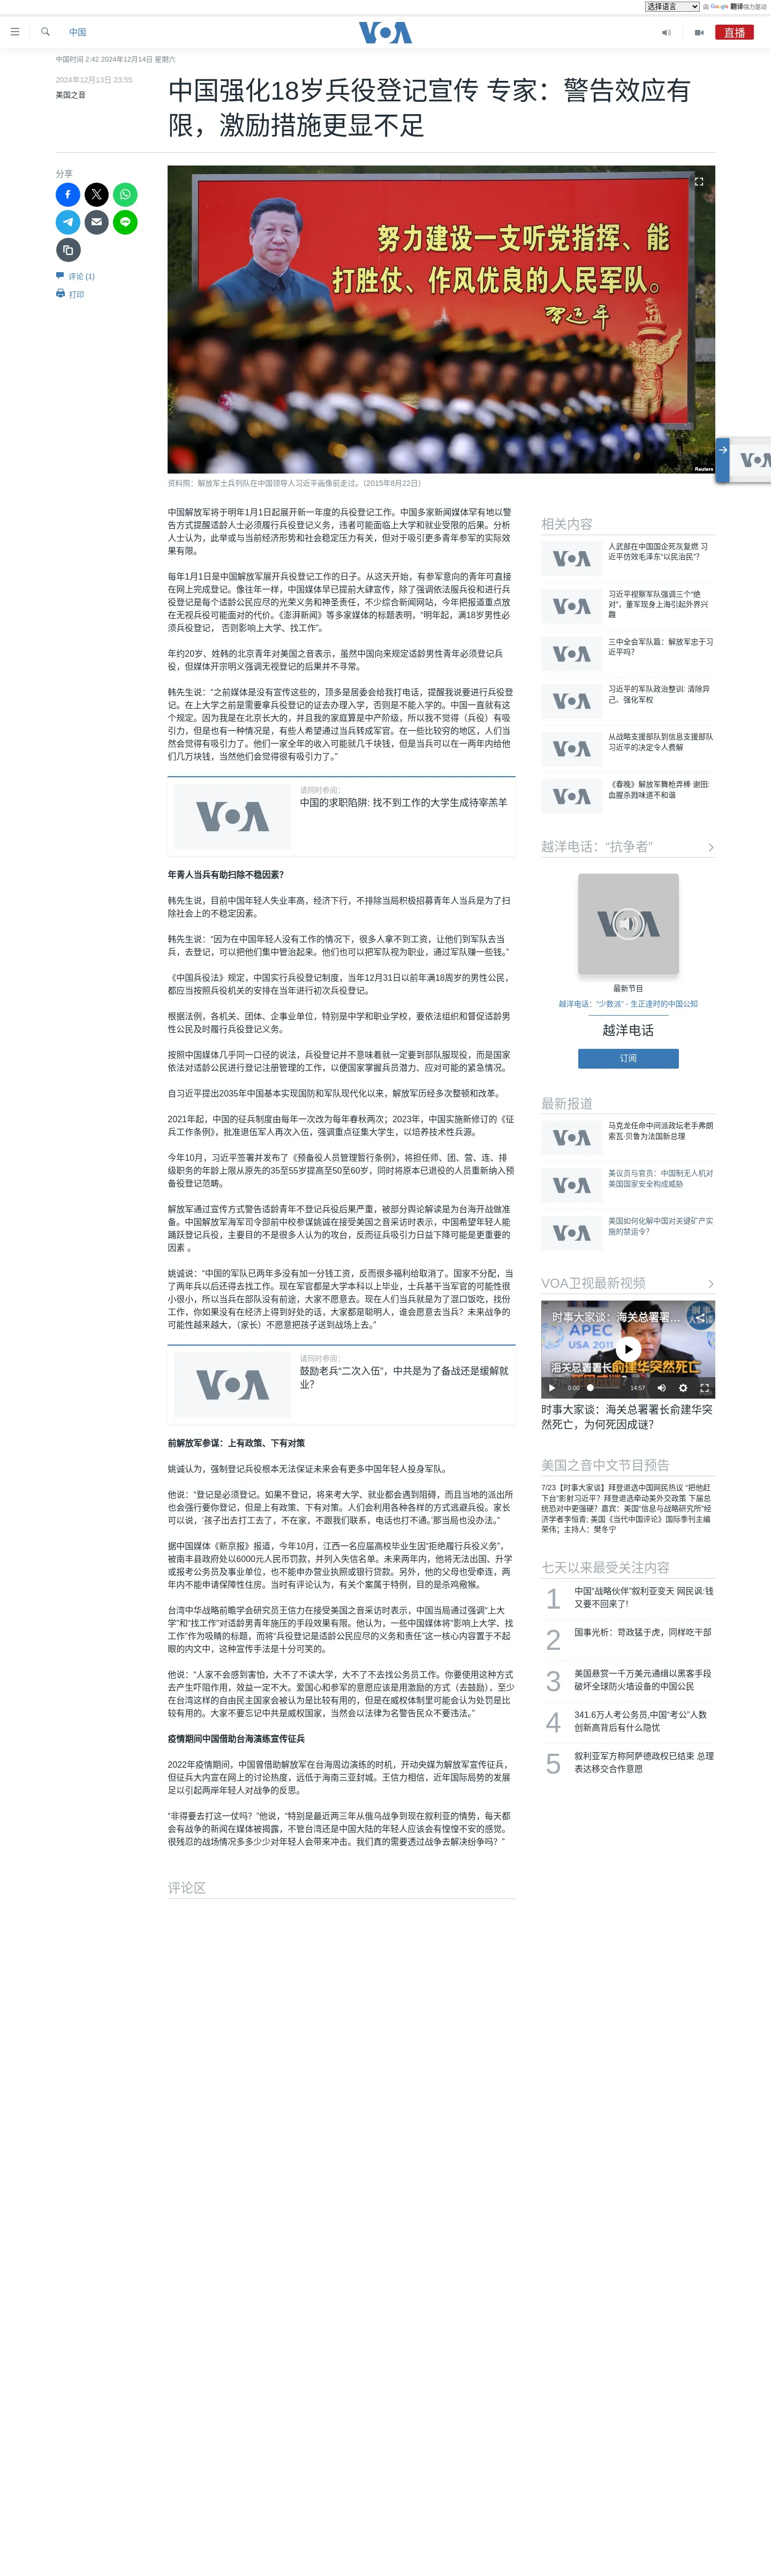 选择语言 由 Google 翻译强力驱动
中国
VOA
直播
中国时间 2:42 2024年12月14日 星期六
2024年12月13日 23:55
美国之音
中国强化18岁兵役登记宣传 专家：警告效应有
限，激励措施更显不足
分享
评论 (1)
打印
努力建设一支听党指挥、能
打胜仗、作风优良的人民军队。
习近平
Reuters
资料照：解放军士兵列队在中国领导人习近平画像前走过。（2015年8月22日）
中国解放军将于明年1月1日起展开新一年度的兵役登记工作。中国多家新闻媒体罕有地以警
告方式提醒适龄人士必须履行兵役登记义务，违者可能面临上大学和就业受限的后果。分析
人士认为，此举或与当前经济形势和社会稳定压力有关，但对于吸引更多青年参军的实际效
果有限。
每年1月1日是中国解放军展开兵役登记工作的日子。从这天开始，有参军意向的青年可直接
在网上完成登记。像往年一样，中国媒体早已提前大肆宣传，除了强调依法服兵役和进行兵
役登记是每个适龄公民应尽的光荣义务和神圣责任，不少综合新闻网站，今年把报道重点放
在无视兵役可能面对的代价。《澎湃新闻》等多家媒体的标题表明，“明年起，满18岁男性必
须兵役登记， 否则影响上大学、找工作”。
年约20岁、姓韩的北京青年对美国之音表示，虽然中国向来规定适龄男性青年必须登记兵
役，但媒体开宗明义强调无视登记的后果并不寻常。
韩先生说：“之前媒体是没有宣传这些的，顶多是居委会给我打电话，提醒我说要进行兵役登
记。在上大学之前是需要拿兵役登记的证去办理入学，否则是不能入学的。中国一直就有这
个规定。因为我是在北京长大的，并且我的家庭算是中产阶级，所以我不觉得（兵役）有吸
引力，但是也有一种情况是，有些人希望通过当兵转成军官。在一些比较穷的地区，人们当
然会觉得有吸引力了。他们一家全年的收入可能就几千块钱，但是当兵可以在一两年内给他
们几万块钱，当然他们会觉得很有吸引力了。”
请同时参阅：
中国的求职陷阱: 找不到工作的大学生成待宰羔羊
VOA
年青人当兵有助扫除不稳因素？
韩先生说，目前中国年轻人失业率高，经济下行，不排除当局积极招募青年人当兵是为了扫
除社会上的不稳定因素。
韩先生说：“因为在中国年轻人没有工作的情况下，很多人拿不到工资，让他们到军队去当
兵，去登记，可以把他们集中管治起来。他们也可以把军队视为职业，通过军队赚一些钱。”
《中国兵役法》规定，中国实行兵役登记制度，当年12月31日以前年满18周岁的男性公民，
都应当按照兵役机关的安排在当年进行初次兵役登记。
根据法例，各机关、团体、企事业单位，特别是中学和职业学校，要依法组织和督促适龄男
性公民及时履行兵役登记义务。
按照中国媒体几乎同一口径的说法，兵役登记并不意味着就一定要到部队服现役，而是国家
依法对适龄公民进行登记注册管理的工作，以便国家掌握兵员潜力、应对可能的紧急情况。
自习近平提出2035年中国基本实现国防和军队现代化以来，解放军历经多次整顿和改革。
2021年起，中国的征兵制度由每年一次改为每年春秋两次；2023年，中国实施新修订的《征
兵工作条例》，批准退伍军人再次入伍，强调重点征集大学生，以培养技术性兵源。
今年10月，习近平签署并发布了《预备役人员管理暂行条例》，将担任师、团、营、连、排
级职务的年龄上限从原先的35至55岁提高至50至60岁，同时将原本已退役的人员重新纳入预
备役登记范畴。
解放军通过宣传方式警告适龄青年不登记兵役后果严重，被部分舆论解读是为台海开战做准
备。中国解放军海军司令部前中校参谋姚诚在接受美国之音采访时表示，中国希望年轻人能
踊跃登记兵役，主要目的不是很多人认为的攻台，反而征兵吸引力日益下降可能是更重要的
因素 。
姚诚说：“中国的军队已两年多没有加一分钱工资，反而很多福利给取消了。国家不分配，当
了两年兵以后还得去找工作。现在军官都是大学本科以上毕业，士兵基干当军官的可能性很
小很小，所以当兵在部队没有前途，大家不愿意去。现在人们当兵就是为了混口饭吃，找份
工作，你如果没有在经济上得到好处的话，大家都是聪明人，谁会愿意去当兵？未来战争的
可能性越来越大，（家长）不愿意把孩子送到战场上去。”
请同时参阅：
鼓励老兵“二次入伍”，中共是为了备战还是缓解就
业？
VOA
前解放军参谋：上有政策、下有对策
姚诚认为，强制登记兵役根本无法保证未来会有更多中国年轻人投身军队。
他说：“登记是必须登记。如果不登记，将来考大学、就业都会遇到阻碍，而且当地的派出所
也会强行要你登记，但是上有政策、下有对策。人们会利用各种各样的方式逃避兵役。家长
可以说，‘孩子出去打工去了，不在家，不跟我们联系，电话也打不通。’那当局也没办法。”
据中国媒体《新京报》报道，今年10月，江西一名应届高校毕业生因“拒绝履行兵役义务”，
被南丰县政府处以6000元人民币罚款，并列入失信名单。未来两年内，他将无法出国、升学
或报考公务员及事业单位，也不能申办营业执照或银行贷款。另外，他的父母也受牵连，两
年内不能申请保障性住房。当时有评论认为，有关个案属于特例，目的是杀鸡儆猴。
台湾中华战略前瞻学会研究员王信力在接受美国之音采访时表示，中国当局通过强调“上大
学”和“找工作”对适龄男青年施压的手段效果有限。他认为，一些中国媒体将“影响上大学、找
工作”作为吸睛的标题，而将“兵役登记是适龄公民应尽的义务和责任”这一核心内容置于不起
眼的内文中，这种宣传手法是十分可笑的。
他说：“人家不会感到害怕，大不了不读大学，大不了不去找公务员工作。你要使用这种方式
去产生吓阻作用，效益一定不大。爱国心和参军的意愿应该是用激励的方式（去鼓励），至少
在台湾这样的自由民主国家会被认为是比较有用的，但是在威权体制里可能会认为处罚是比
较有用的。大家不要忘记中共是威权国家，当然会以法律为名警告民众不要违法。”
疫情期间中国借助台海演练宣传征兵
2022年疫情期间，中国曾借助解放军在台海周边演练的时机，开动央媒为解放军宣传征兵，
但征兵大内宣在网上的讨论热度，远低于海南三亚封城。王信力相信，近年国际局势的发展
足以引起两岸年轻人对战争的反思。
“非得要去打这一仗吗？”他说，“特别是最近两三年从俄乌战争到现在叙利亚的情势，每天都
会有战争的新闻在媒体被揭露，不管台湾还是中国大陆的年轻人应该会有惶惶不安的感觉。
很残忍的战场情况多多少少对年轻人会带来冲击。我们真的需要透过战争去解决纷争吗？”
评论区
相关内容
人武部在中国国企死灰复燃 习
近平仿效毛泽东“以民治民”？
习近平视察军队强调三个“绝
对”，董军现身上海引起外界兴
趣
三中全会军队篇：解放军忠于习
近平吗？
习近平的军队政治整训: 清除异
己、强化军权
从战略支援部队到信息支援部队
习近平的决定令人费解
《春晚》解放军舞枪弄棒 谢田:
血腥杀戮味道不和谐
越洋电话：“抗争者”
最新节目
越洋电话：“少数派” - 生正逢时的中国公知
越洋电话
订阅
最新报道
马克龙任命中间派政坛老手弗朗
索瓦·贝鲁为法国新总理
美议员与官员：中国制无人机对
美国国家安全构成威胁
美国如何化解中国对关键矿产实
施的禁运令？
VOA卫视最新视频
时事大家谈：海关总署署...
APEC
USA 2011
海关总署署长俞建华突然死亡
0:00
14:57
时事大家谈：海关总署署长俞建华突
然死亡，为何死因成谜？
美国之音中文节目预告
7/23【时事大家谈】拜登退选中国网民热议 “把他赶
下台”影射习近平？拜登退选牵动美外交政策 下届总
统恐对中更强硬？嘉宾：美国“信息与战略研究所”经
济学者李恒青; 美国《当代中国评论》国际季刊主编
荣伟；主持人：樊冬宁
七天以来最受关注内容
1 中国“战略伙伴”叙利亚变天 网民讽:钱
又要不回来了!
2 国事光析：苛政猛于虎，同样吃干部
3 美国悬赏一千万美元通缉以黑客手段
破坏全球防火墙设备的中国公民
4 341.6万人考公务员,中国“考公”人数
创新高背后有什么隐忧
5 叙利亚军方称阿萨德政权已结束 总理
表达移交合作意愿